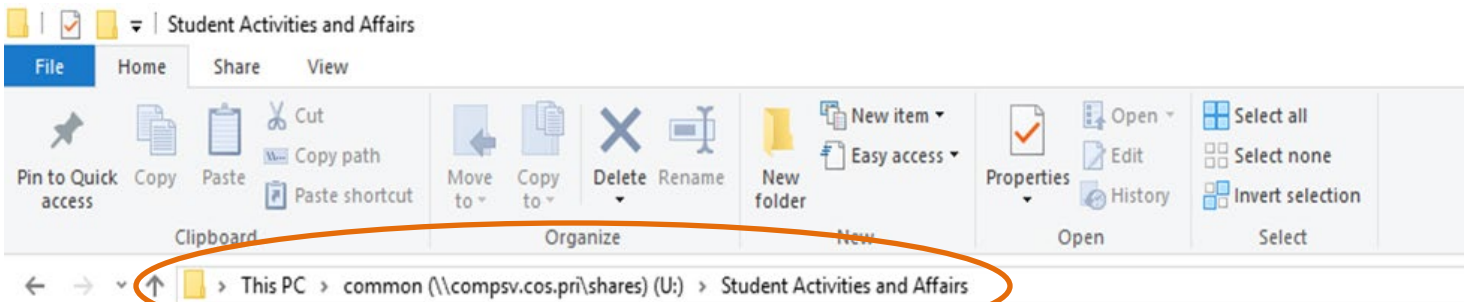 Student Activities and Affairs
File Home Share View
Pin to Quick access
Copy
Paste
Cut
Copy path
Paste shortcut
Clipboard
Move to
Copy to
Delete
Rename
Organize
New folder
New item
Easy access
New
Properties
Open
Edit
History
Open
Select all
Select none
Invert selection
Select
This PC > common (\\compsv.cos.pri\shares) (U:) > Student Activities and Affairs